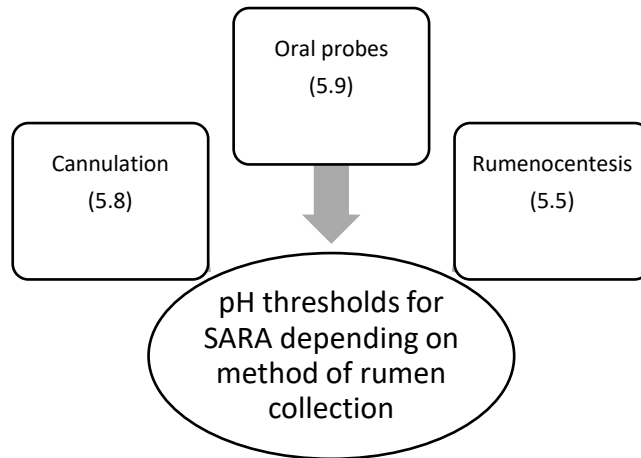 Oral probes
(5.9)
Cannulation
(5.8)
Rumenocentesis
(5.5)
pH thresholds for
SARA depending on
method of rumen
collection